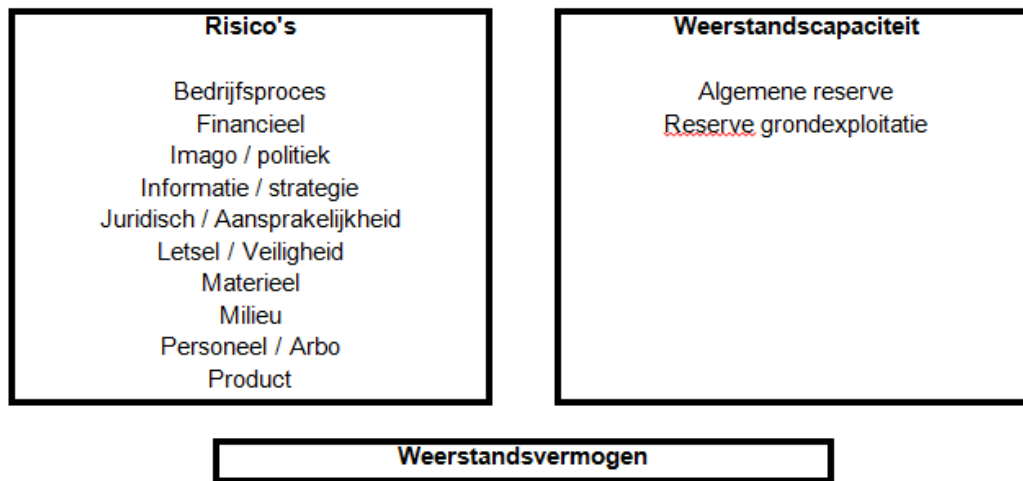 Risico's
Bedrijfsproces
Financieel
Imago / politiek
Informatie / strategie
Juridisch / Aansprakelijkheid
Letsel / Veiligheid
Materieel
Milieu
Personeel / Arbo
Product
Weerstandscapaciteit
Algemene reserve
Reserve grondexploitatie
Weerstandsvermogen